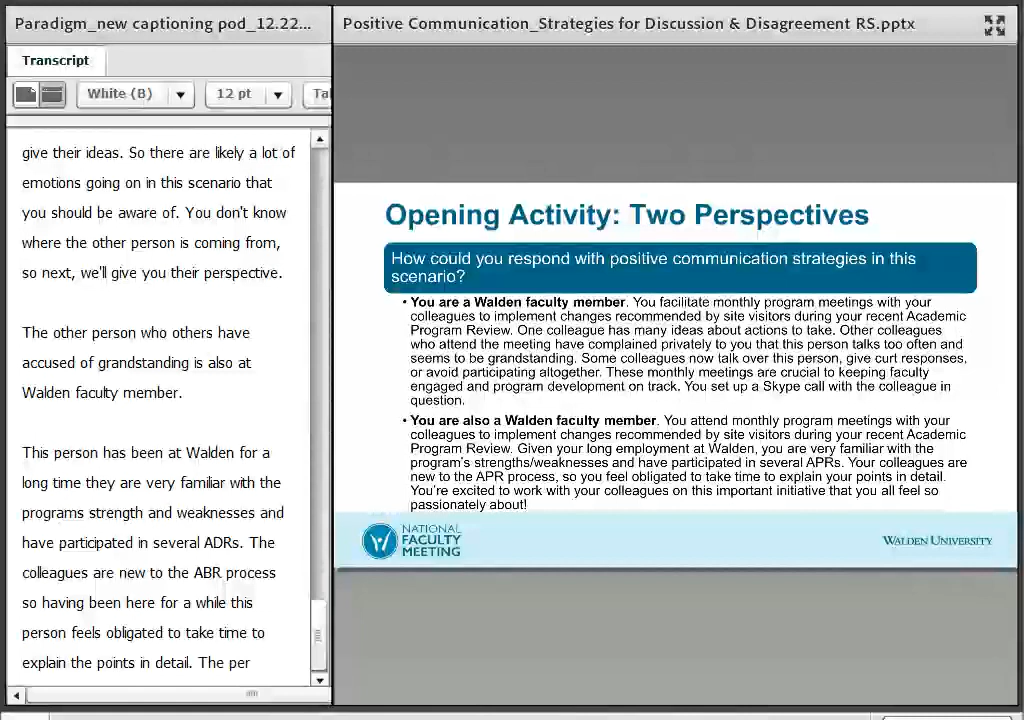 Paradigm_new captioning pod_12.22...
Transcript
White (B)
12 pt
Tal
give their ideas. So there are likely a lot of
emotions going on in this scenario that
you should be aware of. You don't know
where the other person is coming from,
so next, we'll give you their perspective.
The other person who others have
accused of grandstanding is also at
Walden faculty member.
This person has been at Walden for a
long time they are very familiar with the
programs strength and weaknesses and
have participated in several ADRs. The
colleagues are new to the ABR process
so having been here for a while this
person feels obligated to take time to
explain the points in detail. The per
Positive Communication_Strategies for Discussion & Disagreement RS.pptx
Opening Activity: Two Perspectives
How could you respond with positive communication strategies in this
scenario?
• You are a Walden faculty member. You facilitate monthly program meetings with your
colleagues to implement changes recommended by site visitors during your recent Academic
Program Review. One colleague has many ideas about actions to take. Other colleagues
who attend the meeting have complained privately to you that this person talks too often and
seems to be grandstanding. Some colleagues now talk over this person, give curt responses,
or avoid participating altogether. These monthly meetings are crucial to keeping faculty
engaged and program development on track. You set up a Skype call with the colleague in
question.
• You are also a Walden faculty member. You attend monthly program meetings with your
colleagues to implement changes recommended by site visitors during your recent Academic
Program Review. Given your long employment at Walden, you are very familiar with the
program's strengths/weaknesses and have participated in several APRs. Your colleagues are
new to the APR process, so you feel obligated to take time to explain your points in detail.
You're excited to work with your colleagues on this important initiative that you all feel so
passionately about!
NATIONAL
FACULTY
MEETING
WALDEN UNIVERSITY